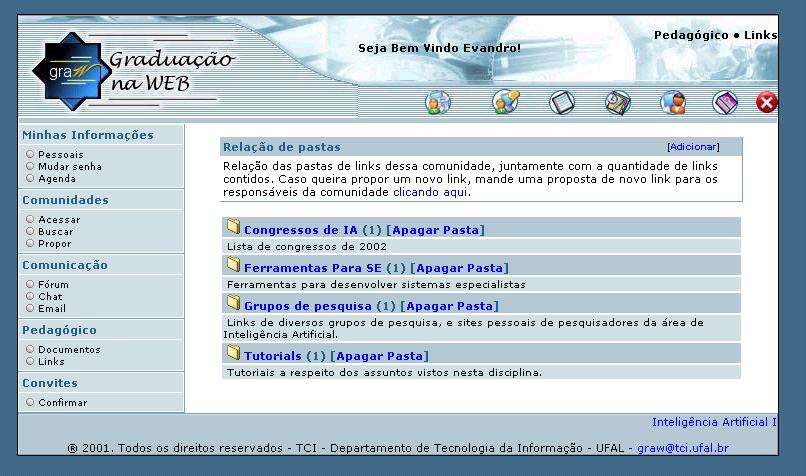 graW
Graduação
na WEB
Seja Bem Vindo Evandro!
Pedagógico ● Links
Minhas Informações
Pessoais
Mudar senha
Agenda
Comunidades
Acessar
Buscar
Propor
Comunicação
Fórum
Chat
Email
Pedagógico
Documentos
Links
Convites
Confirmar
Relação de pastas [Adicionar]
Relação das pastas de links dessa comunidade, juntamente com a quantidade de links
contidos. Caso queira propor um novo link, mande uma proposta de novo link para os
responsáveis da comunidade clicando aqui.
Congressos de IA (1) [Apagar Pasta]
Lista de congressos de 2002
Ferramentas Para SE (1) [Apagar Pasta]
Ferramentas para desenvolver sistemas especialistas
Grupos de pesquisa (1) [Apagar Pasta]
Links de diversos grupos de pesquisa, e sites pessoais de pesquisadores da área de
Inteligência Artificial.
Tutorials (1) [Apagar Pasta]
Tutoriais a respeito dos assuntos vistos nesta disciplina.
Inteligência Artificial I
® 2001. Todos os direitos reservados - TCI - Departamento de Tecnologia da Informação - UFAL - graw@tci.ufal.br